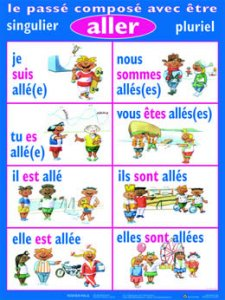 le passé composé avec être
singulier aller pluriel
je
suis
allé(e)
nous
sommes
allés(es)
tu es
allé(e)
vous êtes allés(es)
il est allé
ils sont allés
elle est allée
elles sont allées